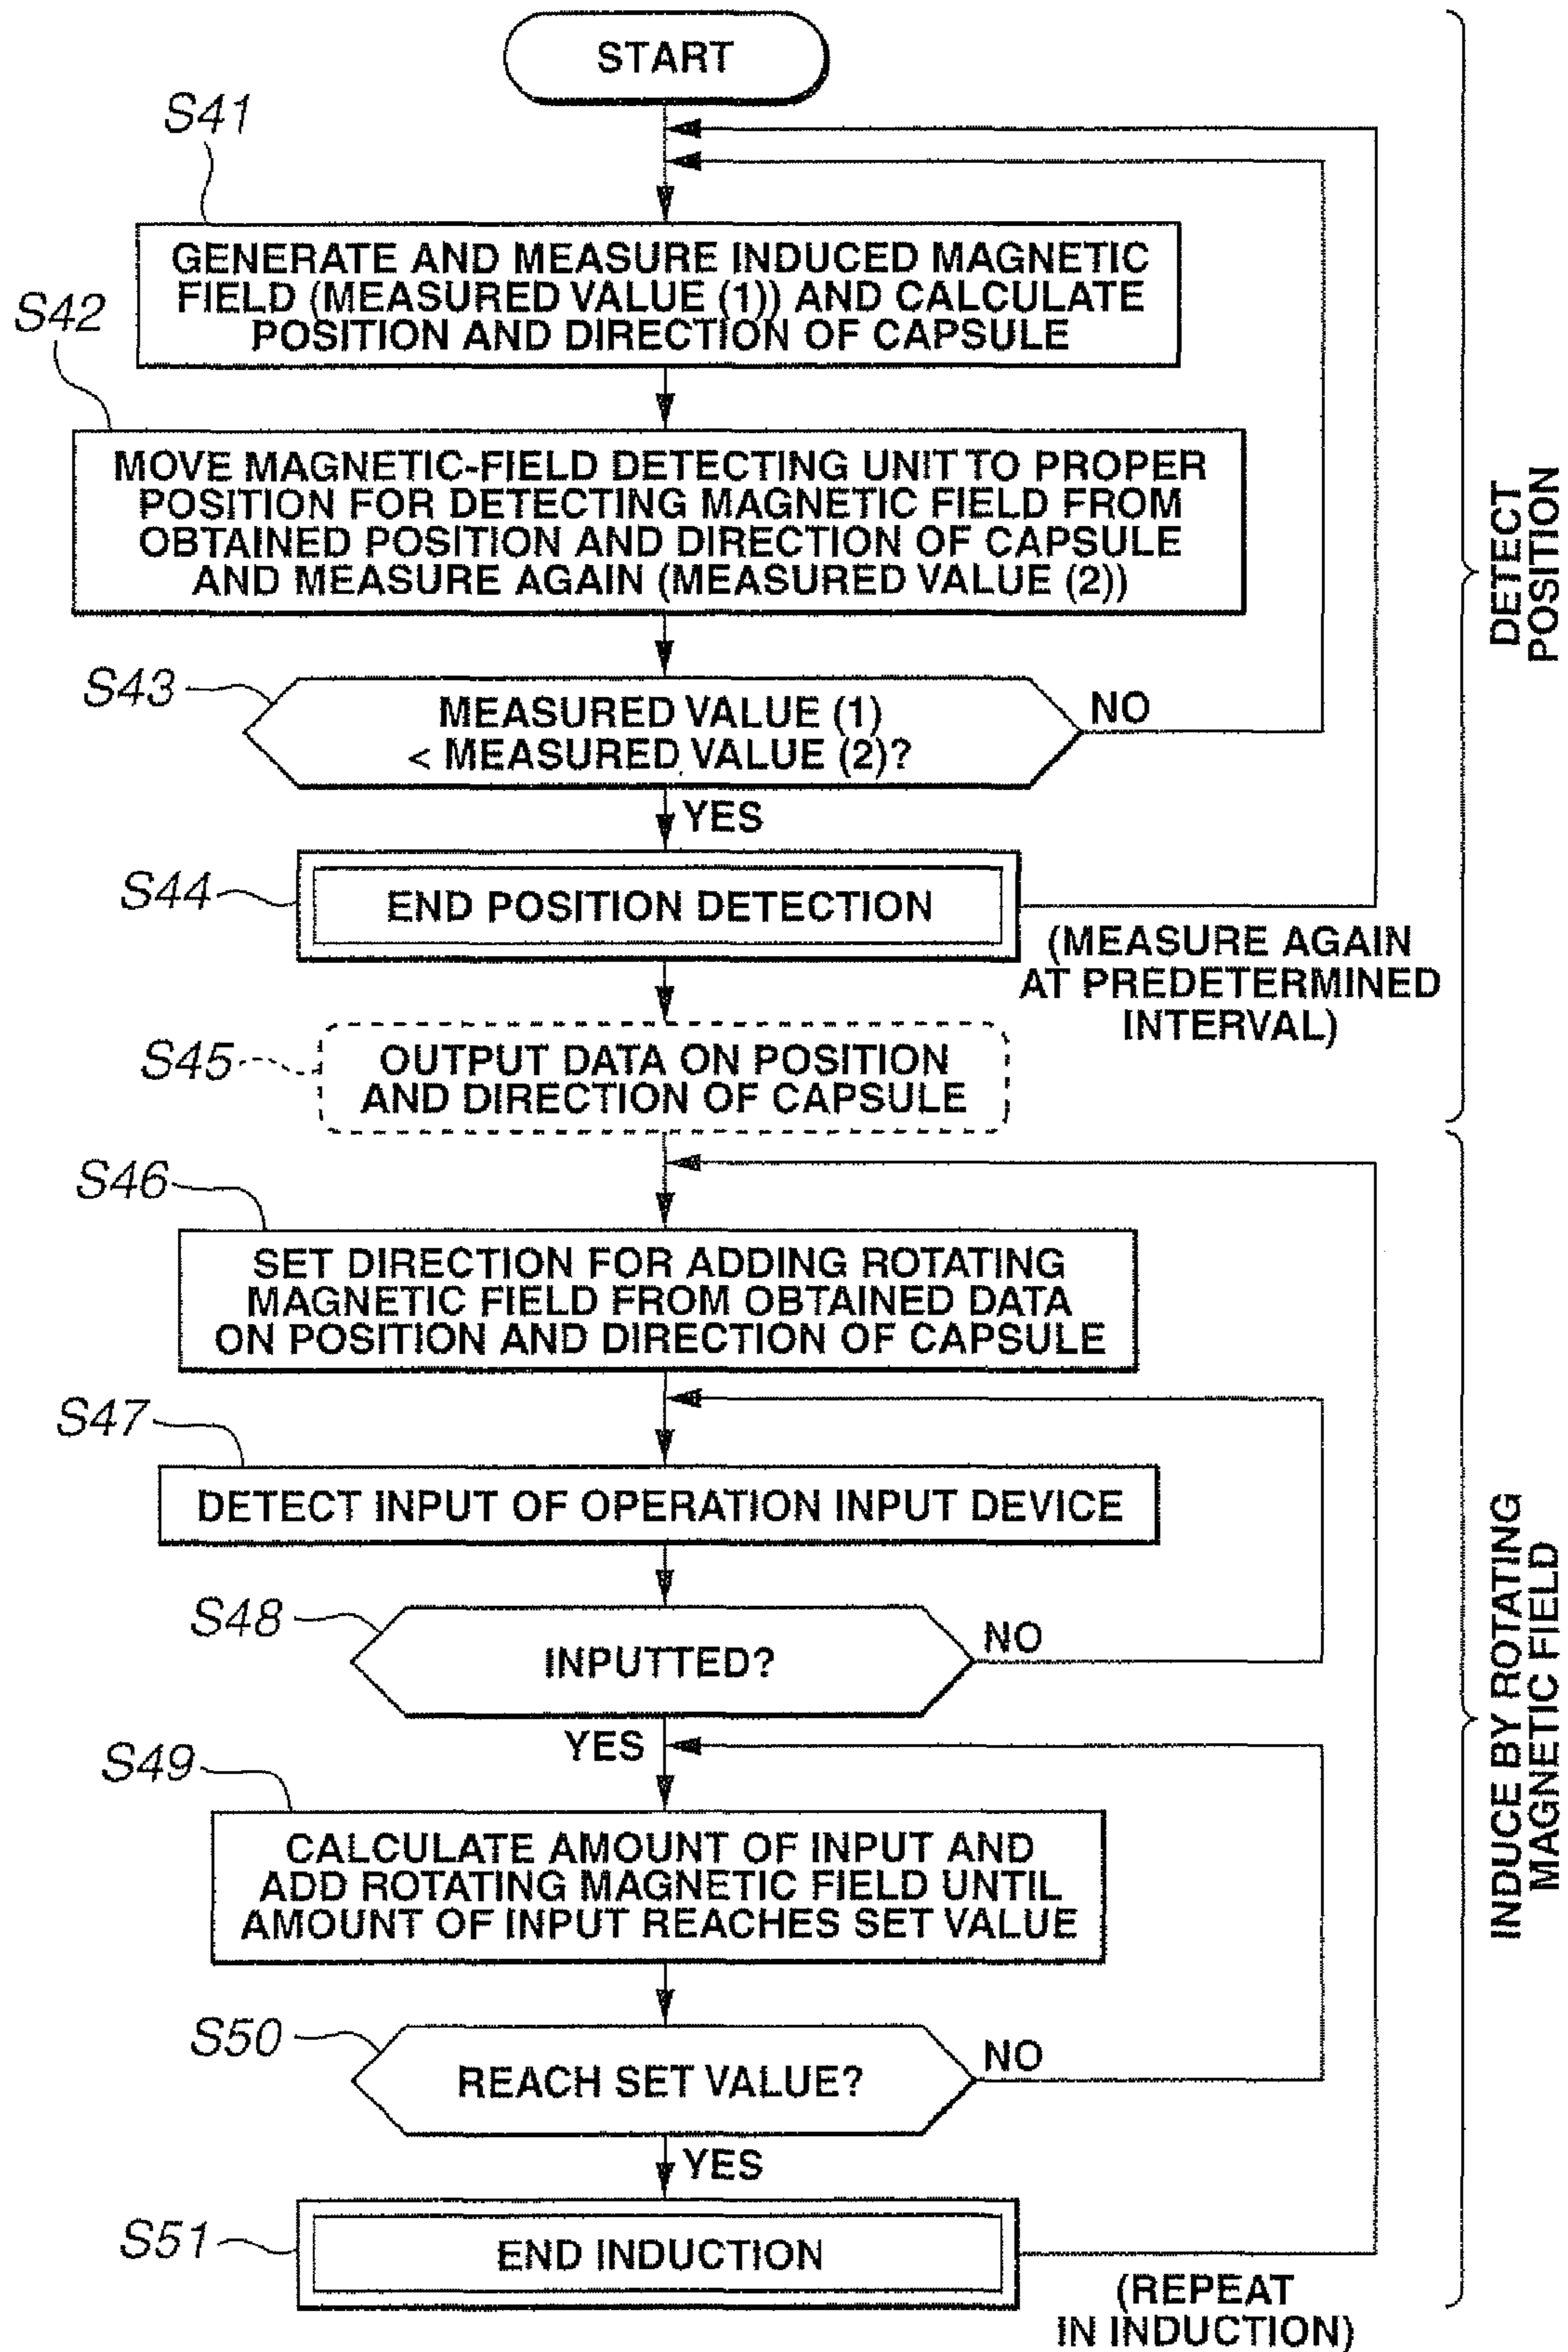 START
S41
GENERATE AND MEASURE INDUCED MAGNETIC
FIELD (MEASURED VALUE (1)) AND CALCULATE
POSITION AND DIRECTION OF CAPSULE
S42
MOVE MAGNETIC-FIELD DETECTING UNIT TO PROPER
POSITION FOR DETECTING MAGNETIC FIELD FROM
OBTAINED POSITION AND DIRECTION OF CAPSULE
AND MEASURE AGAIN (MEASURED VALUE (2))
S43
MEASURED VALUE (1)
< MEASURED VALUE (2)?
NO
YES
S44
END POSITION DETECTION
(MEASURE AGAIN
AT PREDETERMINED
INTERVAL)
S45
OUTPUT DATA ON POSITION
AND DIRECTION OF CAPSULE
DETECT
POSITION
S46
SET DIRECTION FOR ADDING ROTATING
MAGNETIC FIELD FROM OBTAINED DATA
ON POSITION AND DIRECTION OF CAPSULE
S47
DETECT INPUT OF OPERATION INPUT DEVICE
S48
INPUTTED?
NO
YES
S49
CALCULATE AMOUNT OF INPUT AND
ADD ROTATING MAGNETIC FIELD UNTIL
AMOUNT OF INPUT REACHES SET VALUE
S50
REACH SET VALUE?
NO
YES
S51
END INDUCTION
(REPEAT
IN INDUCTION)
INDUCE BY ROTATING
MAGNETIC FIELD